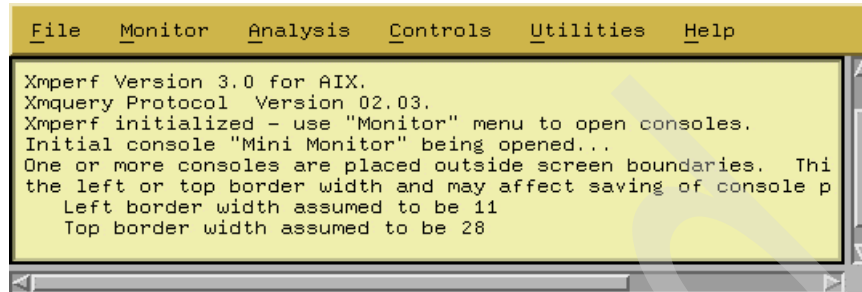 File Monitor Analysis Controls Utilities Help
Xmperf Version 3.0 for AIX.
Xmquery Protocol Version 02.03.
Xmperf initialized – use "Monitor" menu to open consoles.
Initial console "Mini Monitor" being opened...
One or more consoles are placed outside screen boundaries. Thi
the left or top border width and may affect saving of console p
Left border width assumed to be 11
Top border width assumed to be 28